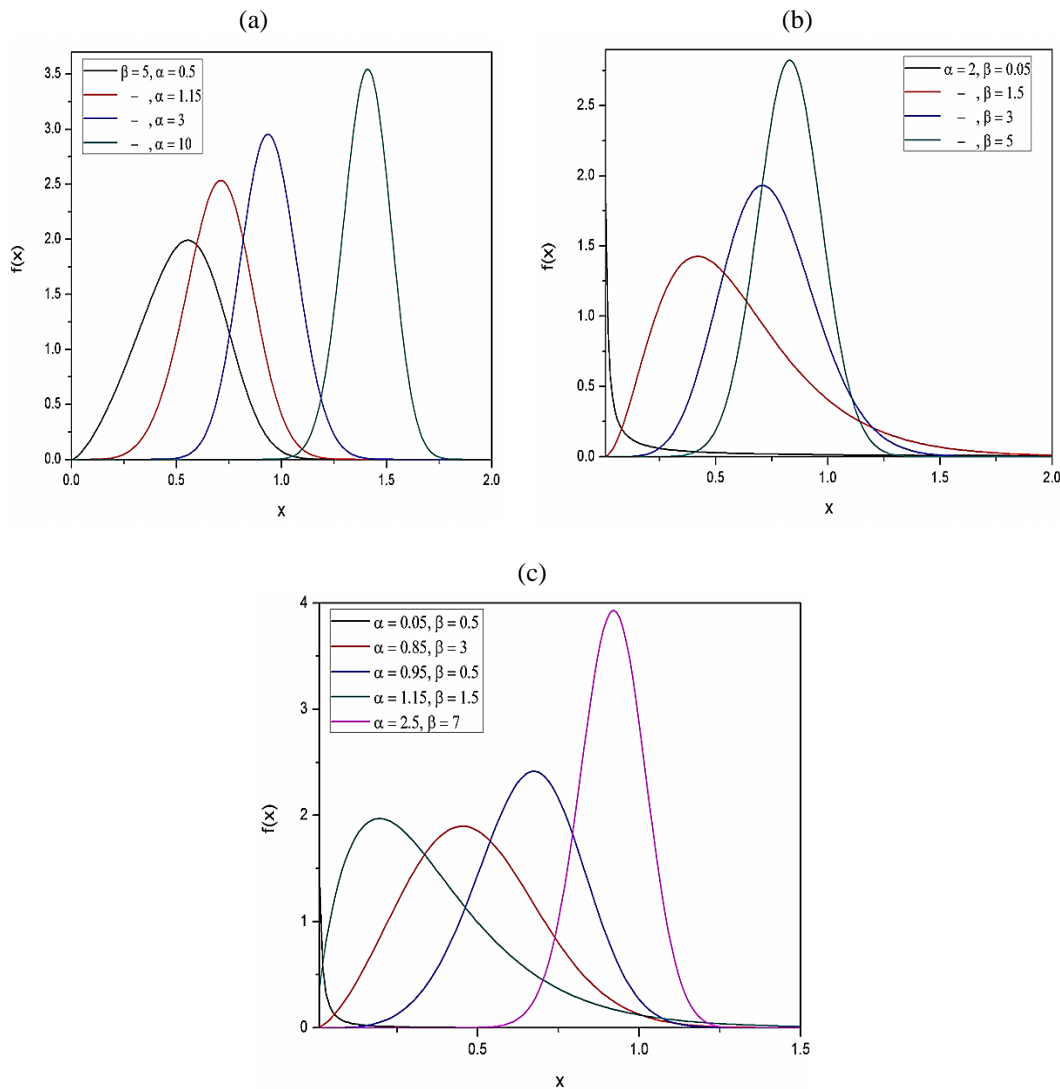 (a)
β = 5, α = 0.5
– , α = 1.15
– , α = 3
– , α = 10
3.5
3.0
2.5
2.0
1.5
1.0
0.5
0.0
f(x)
0.0 0.5 1.0 1.5 2.0
x
(b)
α = 2, β = 0.05
– , β = 1.5
– , β = 3
– , β = 5
2.5
2.0
1.5
1.0
0.5
0.0
f(x)
0.5 1.0 1.5 2.0
x
(c)
α = 0.05, β = 0.5
α = 0.85, β = 3
α = 0.95, β = 0.5
α = 1.15, β = 1.5
α = 2.5, β = 7
4
3
2
1
0
f(x)
0.5 1.0 1.5
x